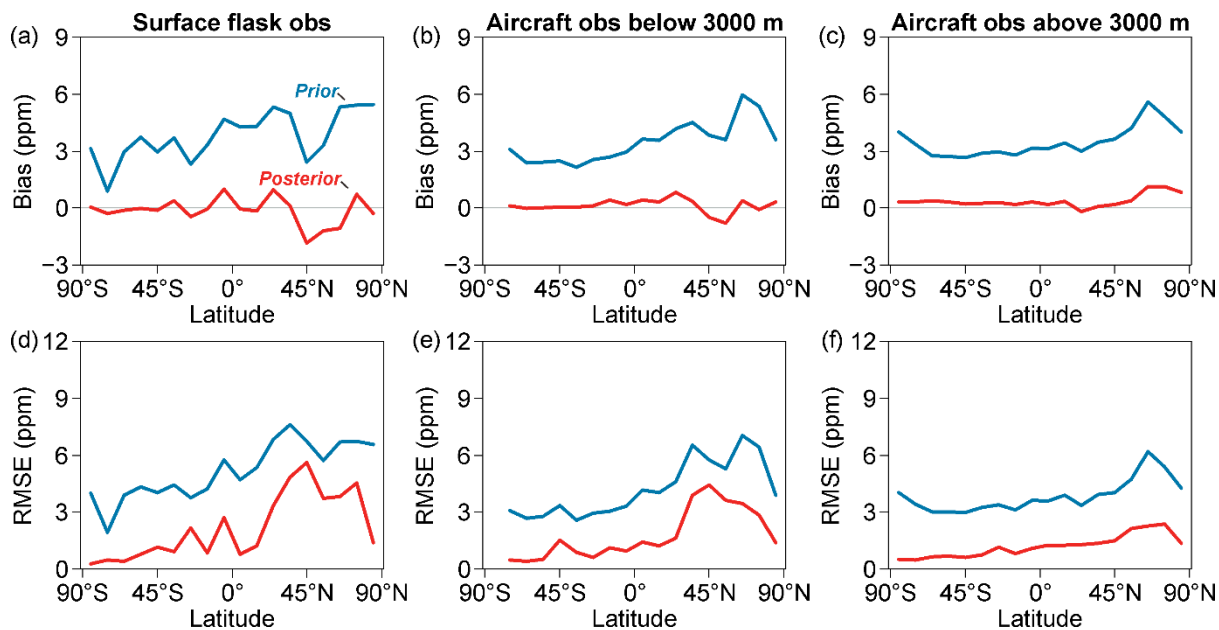 Surface flask obs
Aircraft obs below 3000 m
Aircraft obs above 3000 m
(a)
9
6
3
0
−3
Bias (ppm)
Prior
Posterior
90°S
45°S
0°
45°N
90°N
Latitude
(b)
9
6
3
0
−3
Bias (ppm)
90°S
45°S
0°
45°N
90°N
Latitude
(c)
9
6
3
0
−3
Bias (ppm)
90°S
45°S
0°
45°N
90°N
Latitude
(d)
12
9
6
3
0
RMSE (ppm)
90°S
45°S
0°
45°N
90°N
Latitude
(e)
12
9
6
3
0
RMSE (ppm)
90°S
45°S
0°
45°N
90°N
Latitude
(f)
12
9
6
3
0
RMSE (ppm)
90°S
45°S
0°
45°N
90°N
Latitude